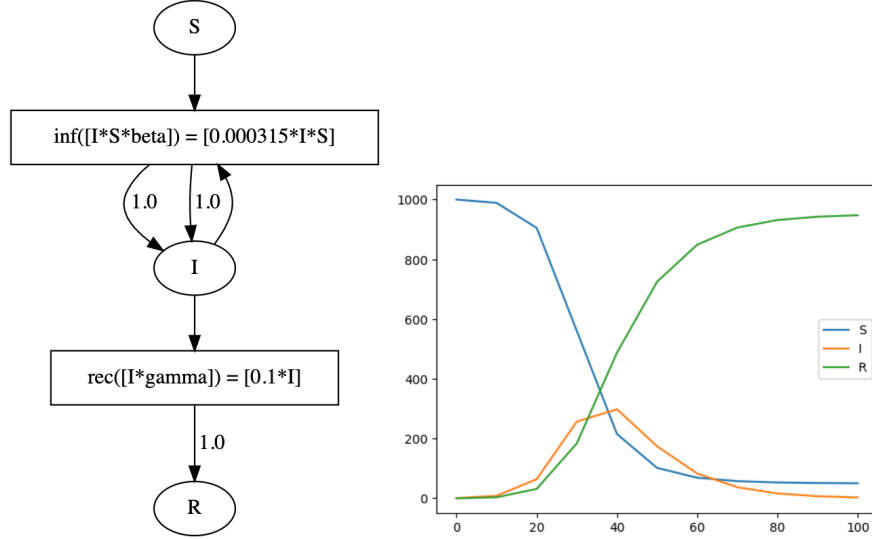 S
inf([I*S*beta]) = [0.000315*I*S]
1.0
1.0
I
rec([I*gamma]) = [0.1*I]
1.0
R
1000
800
600
400
200
0
0
20
40
60
80
100
S
I
R